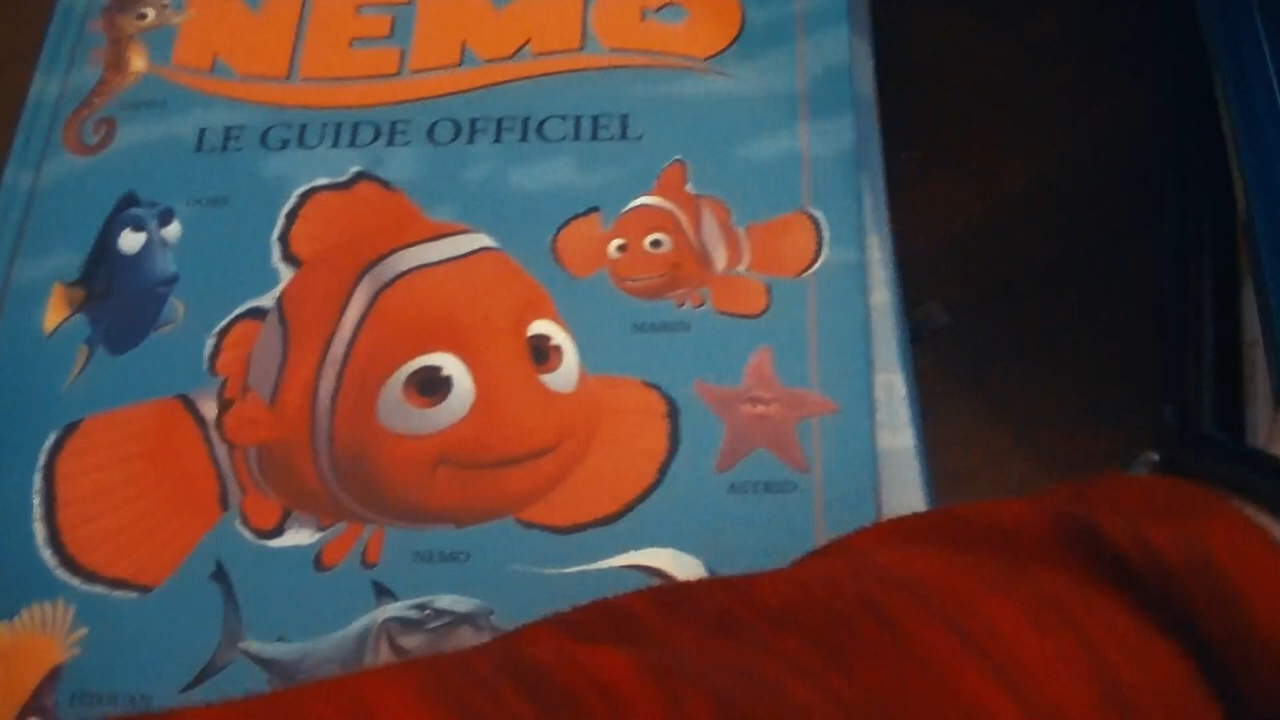 NEMO
LE GUIDE OFFICIEL
DORY
MARIN
ASTRID
NEMO